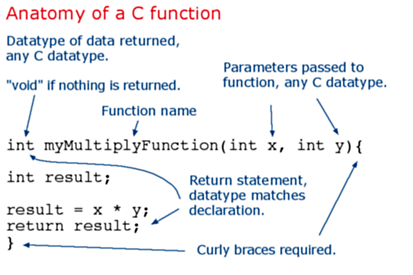 Anatomy of a C function
Datatype of data returned,
any C datatype.
"void" if nothing is returned.
Parameters passed to
function, any C datatype.
Function name
int myMultiplyFunction(int x, int y){
int result;
Return statement,
datatype matches
declaration.
result = x * y;
return result;
}
Curly braces required.